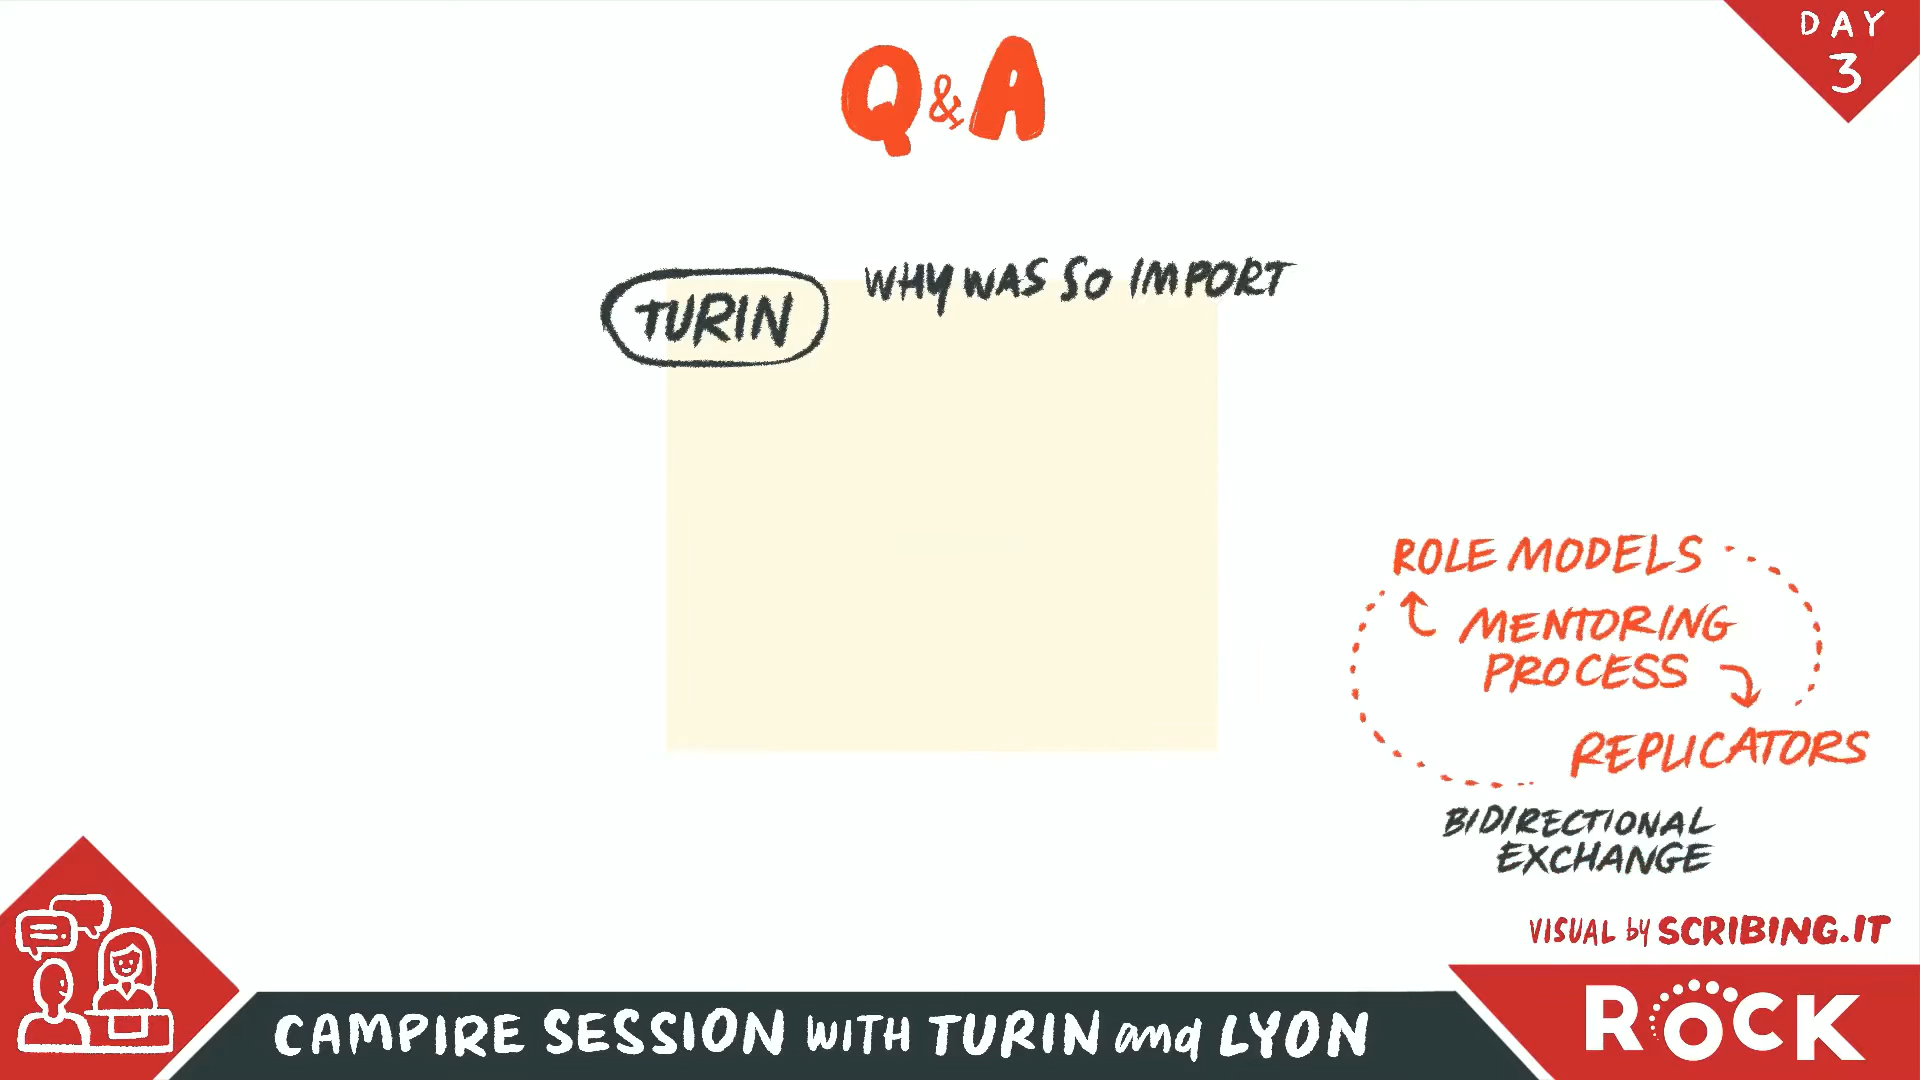 DAY
3
Q&A
TURIN
WHY WAS SO IMPORT
ROLE MODELS
MENTORING
PROCESS
REPLICATORS
BIDIRECTIONAL
EXCHANGE
VISUAL by SCRIBING.IT
CAMPIRE SESSION WITH TURIN and LYON
ROCK